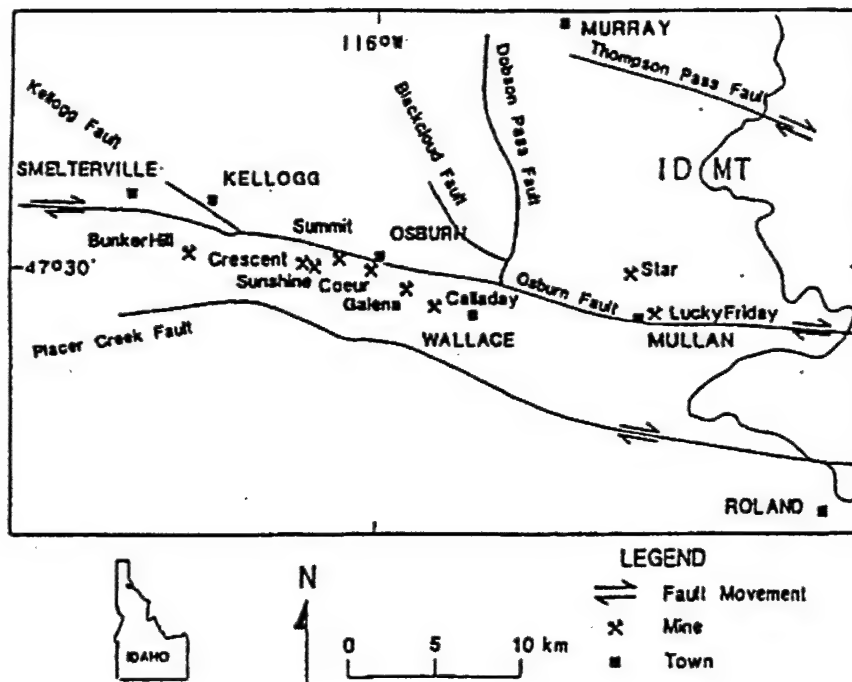 116°W
MURRAY
Thompson Pass Fault
Dobson Pass Fault
Blackcloud Fault
Kellogg Fault
ID MT
SMELTERVILLE
KELLOGG
Summit
OSBURN
Bunker Hill
Crescent
Star
47°30'
Sunshine
Coeur
Osburn Fault
Galena
Calladay
Lucky Friday
Placer Creek Fault
WALLACE
MULLAN
ROLAND
LEGEND
N
Fault Movement
0 5 10 km
Mine
IDAHO
Town